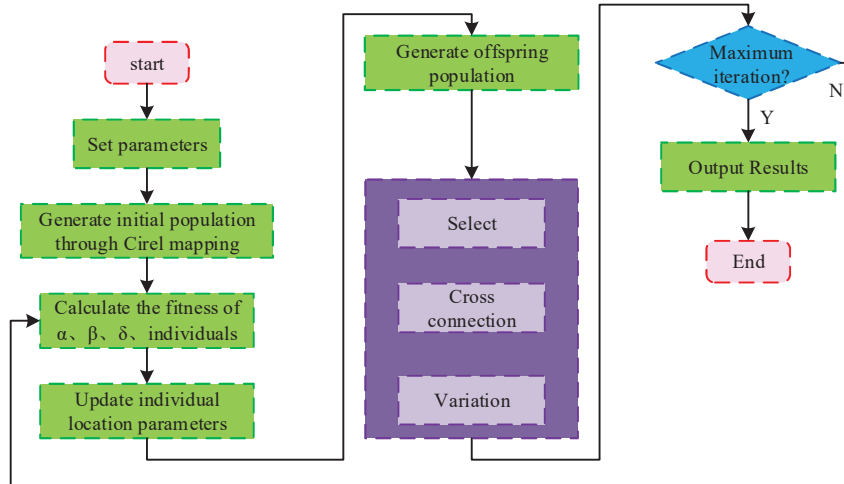 start
Set parameters
Generate initial population
through Cirel mapping
Calculate the fitness of
α、β、δ、individuals
Update individual
location parameters
Generate offspring
population
Select
Cross
connection
Variation
Maximum
iteration?
N
Y
Output Results
End